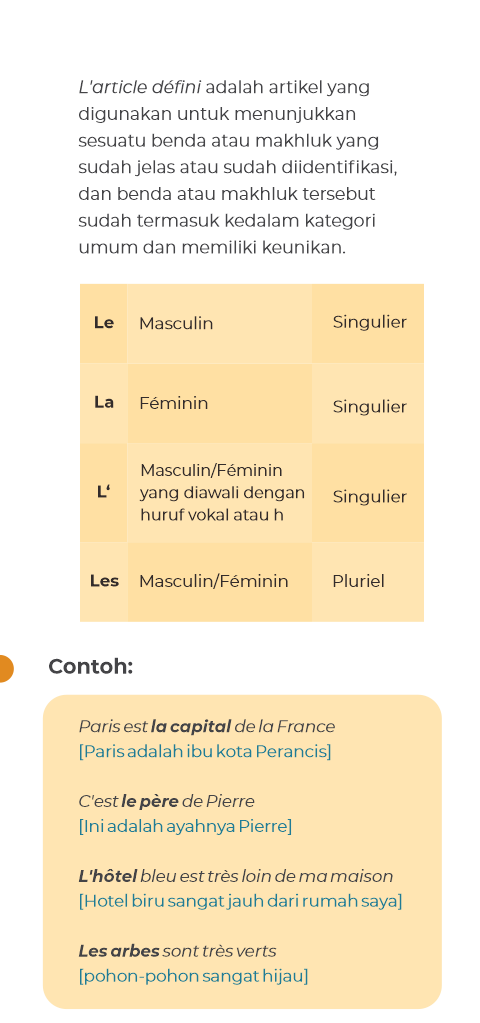 L'article défini adalah artikel yang
digunakan untuk menunjukkan
sesuatu benda atau makhluk yang
sudah jelas atau sudah diidentifikasi,
dan benda atau makhluk tersebut
sudah termasuk kedalam kategori
umum dan memiliki keunikan.
Le Masculin Singulier
La Féminin Singulier
Masculin/Féminin
L‘ yang diawali dengan Singulier
huruf vokal atau h
Les Masculin/Féminin Pluriel
Contoh:
Paris est la capital de la France
[Paris adalah ibu kota Perancis]
C'est le père de Pierre
[Ini adalah ayahnya Pierre]
L'hôtel bleu est très loin de ma maison
[Hotel biru sangat jauh dari rumah saya]
Les arbes sont très verts
[pohon-pohon sangat hijau]